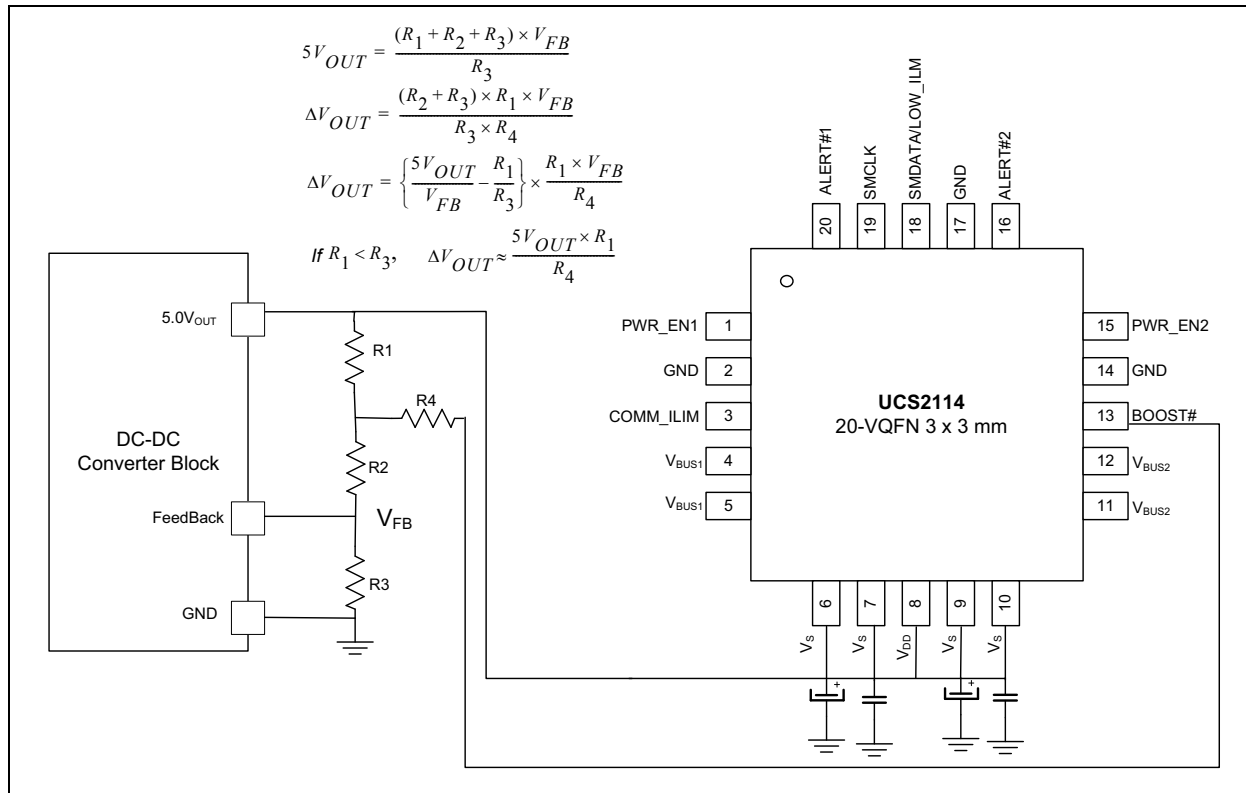 5V_OUT = (R_1 + R_2 + R_3) × V_FB / R_3
ΔV_OUT = (R_2 + R_3) × R_1 × V_FB / R_3 × R_4
ΔV_OUT = {5V_OUT / V_FB − R_1 / R_3} × R_1 × V_FB / R_4
If R_1 < R_3, ΔV_OUT ≈ 5V_OUT × R_1 / R_4
DC-DC
Converter Block
5.0V_OUT
FeedBack
GND
R1
R4
R2
V_FB
R3
ALERT#1
SMCLK
SMDATA/LOW_ILM
GND
ALERT#2
20
19
18
17
16
PWR_EN1 1
GND 2
COMM_ILIM 3
V_BUS1 4
V_BUS1 5
UCS2114
20-VQFN 3 x 3 mm
15 PWR_EN2
14 GND
13 BOOST#
12 V_BUS2
11 V_BUS2
6
7
8
9
10
V_S
V_S
V_DD
V_S
V_S
+
+